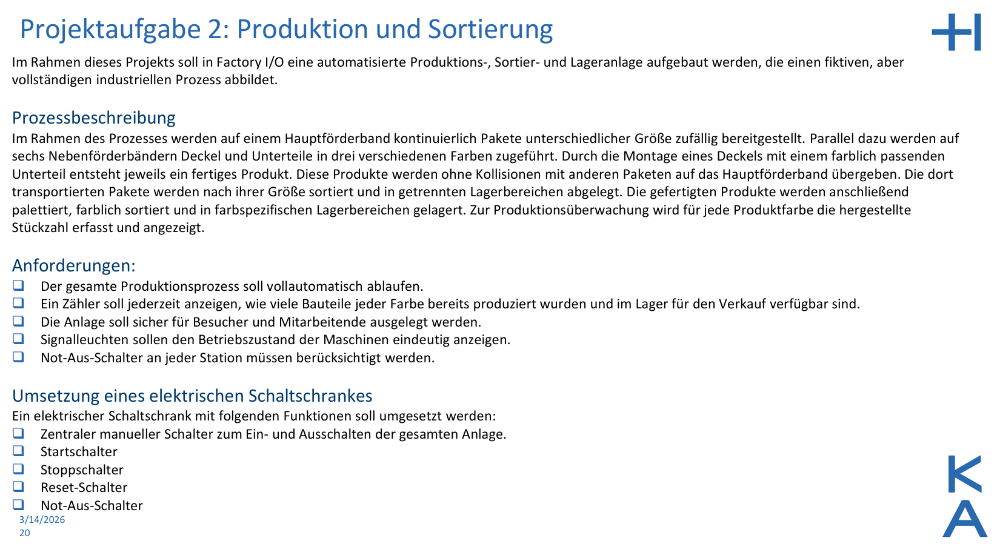 Projektaufgabe 2: Produktion und Sortierung
Im Rahmen dieses Projekts soll in Factory I/O eine automatisierte Produktions-, Sortier- und Lageranlage aufgebaut werden, die einen fiktiven, aber
vollständigen industriellen Prozess abbildet.
Prozessbeschreibung
Im Rahmen des Prozesses werden auf einem Hauptförderband kontinuierlich Pakete unterschiedlicher Größe zufällig bereitgestellt. Parallel dazu werden auf
sechs Nebenförderbändern Deckel und Unterteile in drei verschiedenen Farben zugeführt. Durch die Montage eines Deckels mit einem farblich passenden
Unterteil entsteht jeweils ein fertiges Produkt. Diese Produkte werden ohne Kollisionen mit anderen Paketen auf das Hauptförderband übergeben. Die dort
transportierten Pakete werden nach ihrer Größe sortiert und in getrennten Lagerbereichen abgelegt. Die gefertigten Produkte werden anschließend
palettiert, farblich sortiert und in farbspezifischen Lagerbereichen gelagert. Zur Produktionsüberwachung wird für jede Produktfarbe die hergestellte
Stückzahl erfasst und angezeigt.
Anforderungen:
❑ Der gesamte Produktionsprozess soll vollautomatisch ablaufen.
❑ Ein Zähler soll jederzeit anzeigen, wie viele Bauteile jeder Farbe bereits produziert wurden und im Lager für den Verkauf verfügbar sind.
❑ Die Anlage soll sicher für Besucher und Mitarbeitende ausgelegt werden.
❑ Signalleuchten sollen den Betriebszustand der Maschinen eindeutig anzeigen.
❑ Not-Aus-Schalter an jeder Station müssen berücksichtigt werden.
Umsetzung eines elektrischen Schaltschrankes
Ein elektrischer Schaltschrank mit folgenden Funktionen soll umgesetzt werden:
❑ Zentraler manueller Schalter zum Ein- und Ausschalten der gesamten Anlage.
❑ Startschalter
❑ Stoppschalter
❑ Reset-Schalter
❑ Not-Aus-Schalter
3/14/2026
20
H
K
A